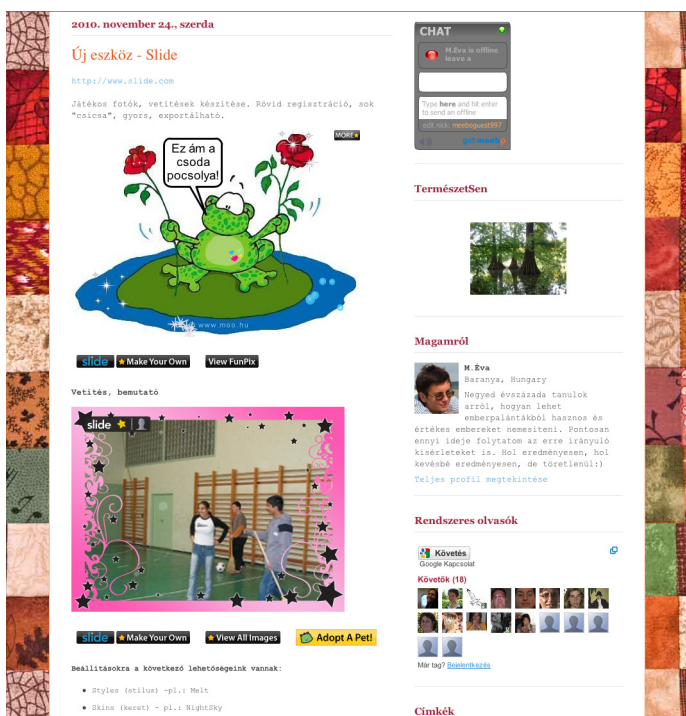 2010. november 24., szerda
Új eszköz - Slide
http://www.slide.com
Játékos fotók, vetítések készítése. Rövid regisztráció, sok
"csicsa", gyors, exportálható.
MORE
Ez ám a
csoda
pocsolya!
www.moo.hu
slide Make Your Own View FunPix
Vetítés, bemutató
slide
slide Make Your Own View All Images Adopt A Pet!
Beállításokra a következő lehetőségeink vannak:
Styles (stílus) -pl.: Melt
Skins (keret) - pl.: NightSky
CHAT
M.Éva is offline
leave a
Type here and hit enter
to send an offline
edit nick: meeboguest997
get meebo
TermészetSen
Magamról
M.Éva
Baranya, Hungary
Negyed évszázada tanulok
arról, hogyan lehet
emberpalántákból hasznos és
értékes embereket nemesíteni. Pontosan
ennyi ideje folytatom az erre irányuló
kísérleteket is. Hol eredményesen, hol
kevésbé eredményesen, de töretlenül:)
Teljes profil megtekintése
Rendszeres olvasók
Követés
Google Kapcsolat
Követők (18)
Már tag? Bejelentkezés
Címkék